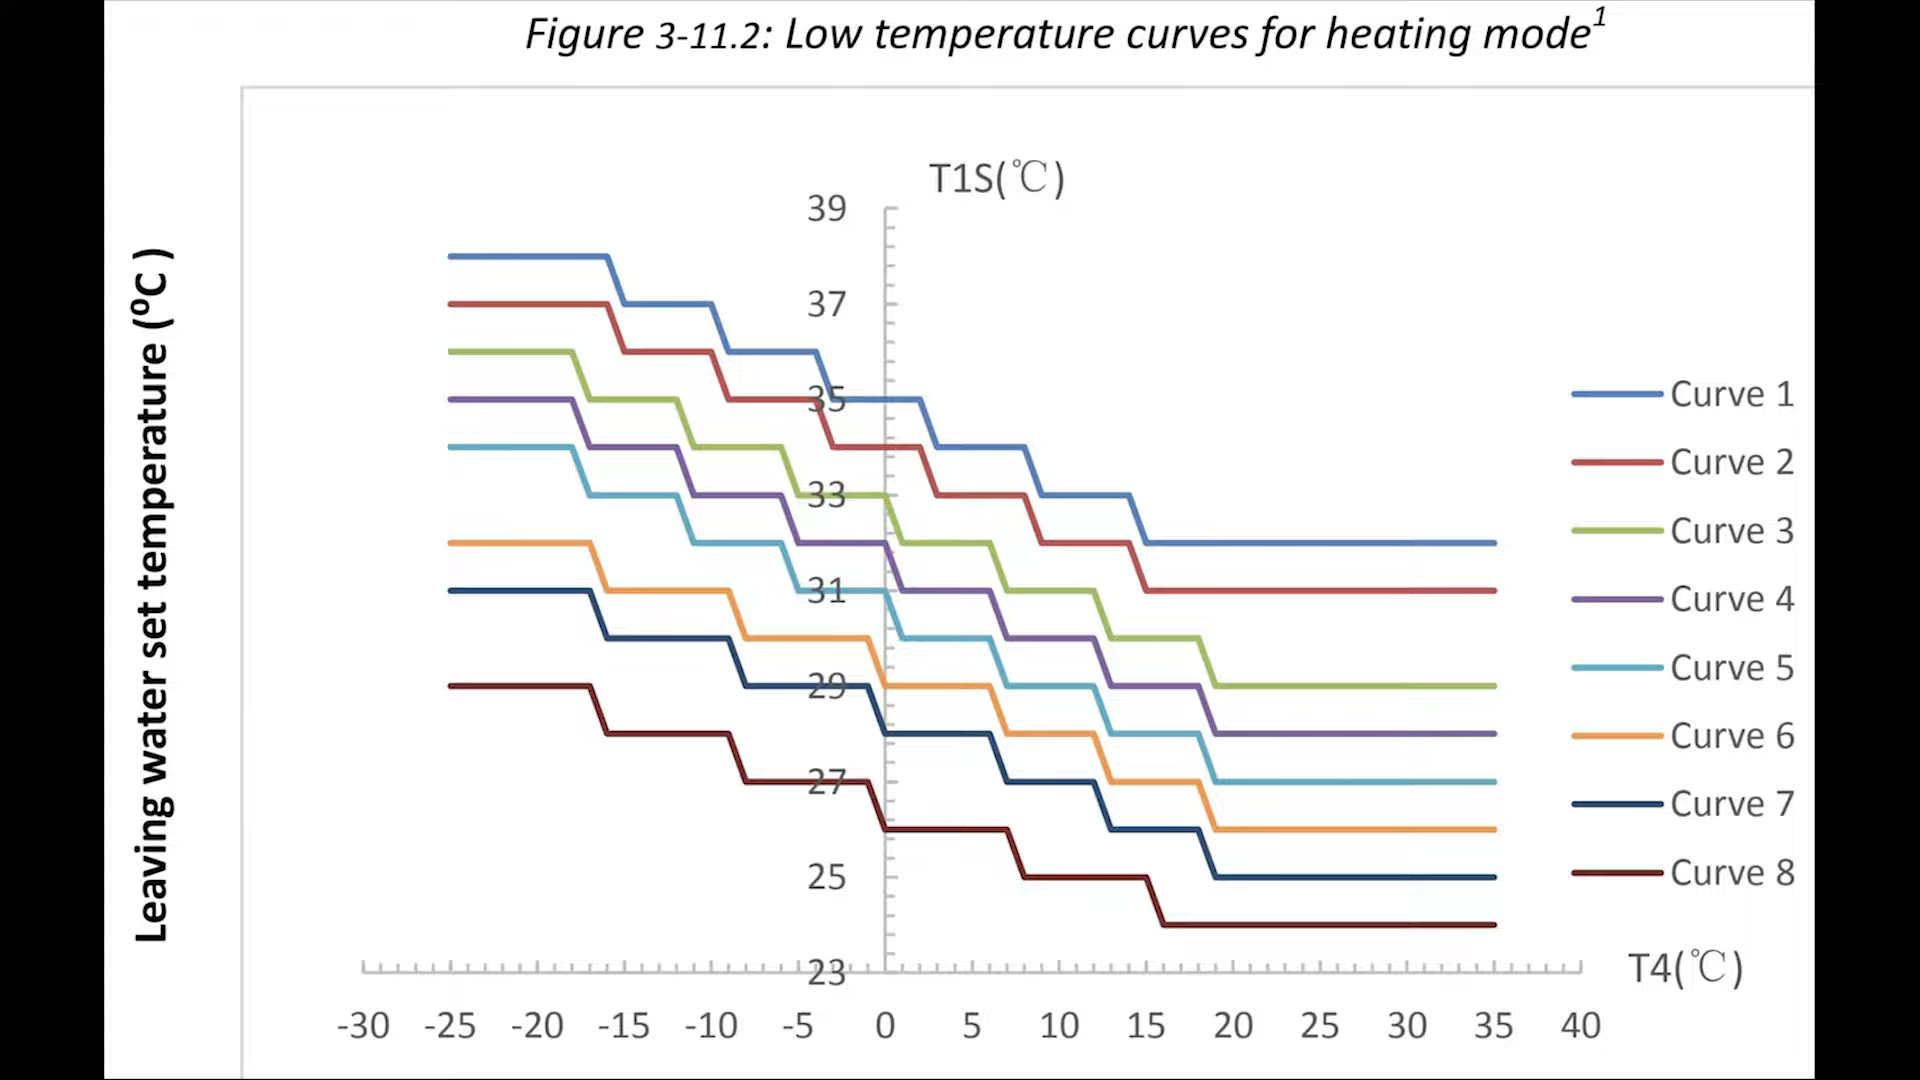 Figure 3-11.2: Low temperature curves for heating mode1
T1S(℃)
39
37
35
33
31
29
27
25
23
Leaving water set temperature (⁰C )
Curve 1
Curve 2
Curve 3
Curve 4
Curve 5
Curve 6
Curve 7
Curve 8
T4(℃)
-30 -25 -20 -15 -10 -5 0 5 10 15 20 25 30 35 40